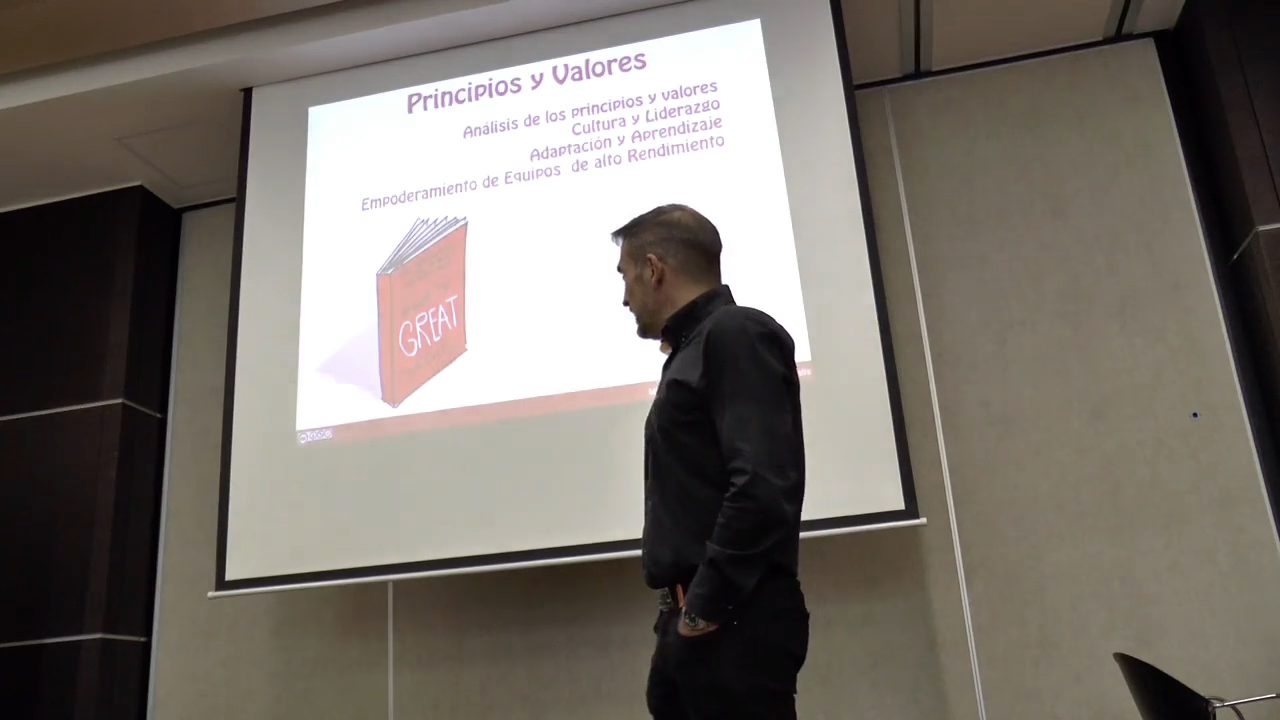 Principios y Valores
Análisis de los principios y valores
Cultura y Liderazgo
Adaptación y Aprendizaje
Empoderamiento de Equipos de alto Rendimiento
GREAT